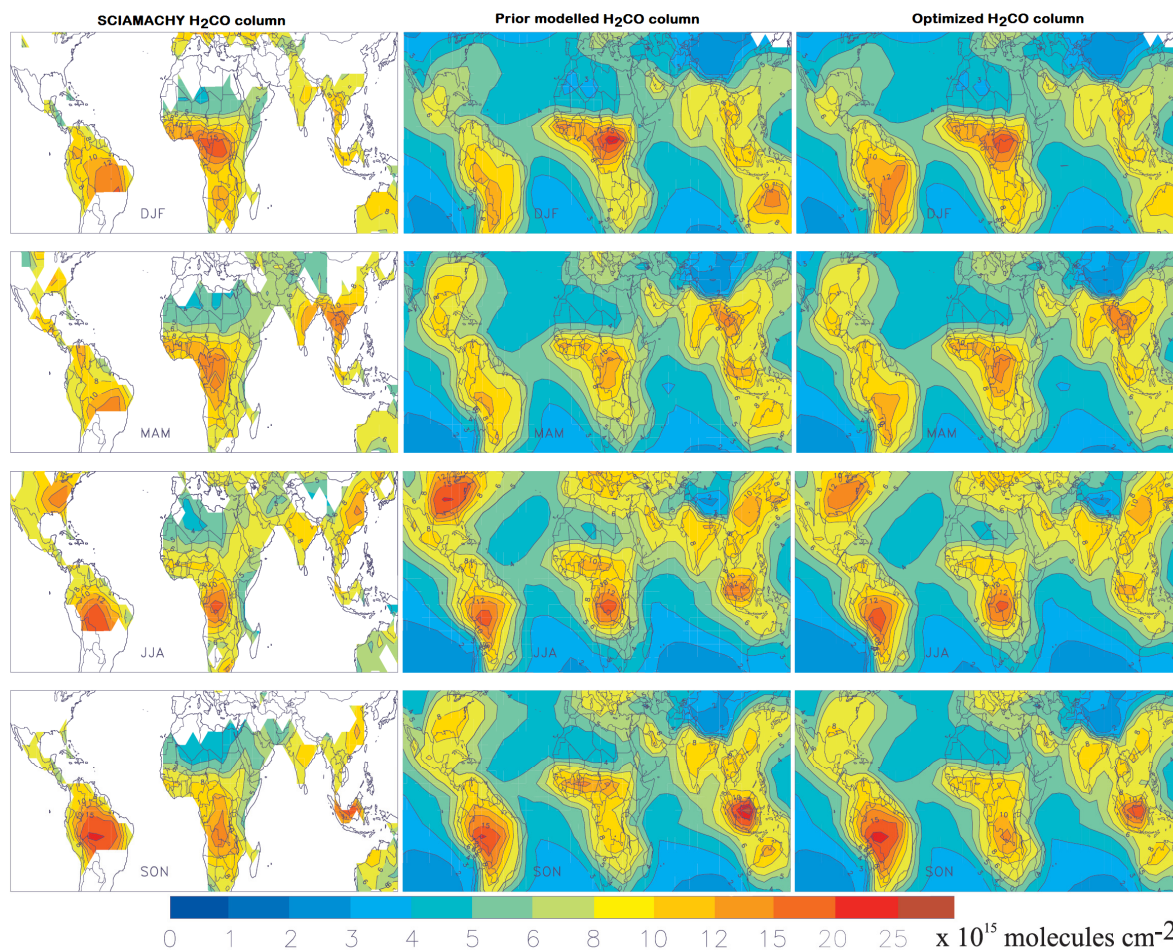 SCIAMACHY H₂CO column Prior modelled H₂CO column Optimized H₂CO column
DJF DJF DJF
MAM MAM MAM
JJA JJA JJA
SON SON SON
0 1 2 3 4 5 6 8 10 12 15 20 25 x 10¹⁵ molecules cm⁻²